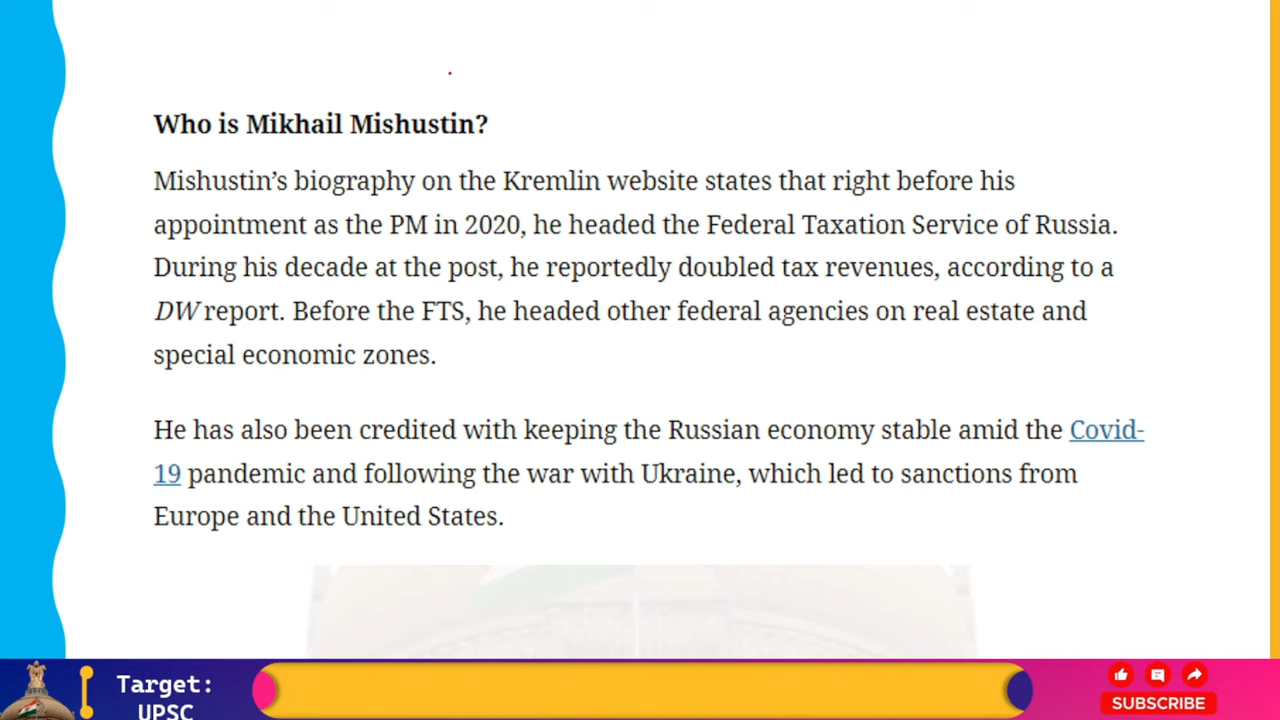 Who is Mikhail Mishustin?
Mishustin’s biography on the Kremlin website states that right before his
appointment as the PM in 2020, he headed the Federal Taxation Service of Russia.
During his decade at the post, he reportedly doubled tax revenues, according to a
DW report. Before the FTS, he headed other federal agencies on real estate and
special economic zones.
He has also been credited with keeping the Russian economy stable amid the Covid-
19 pandemic and following the war with Ukraine, which led to sanctions from
Europe and the United States.
Target:
UPSC
SUBSCRIBE